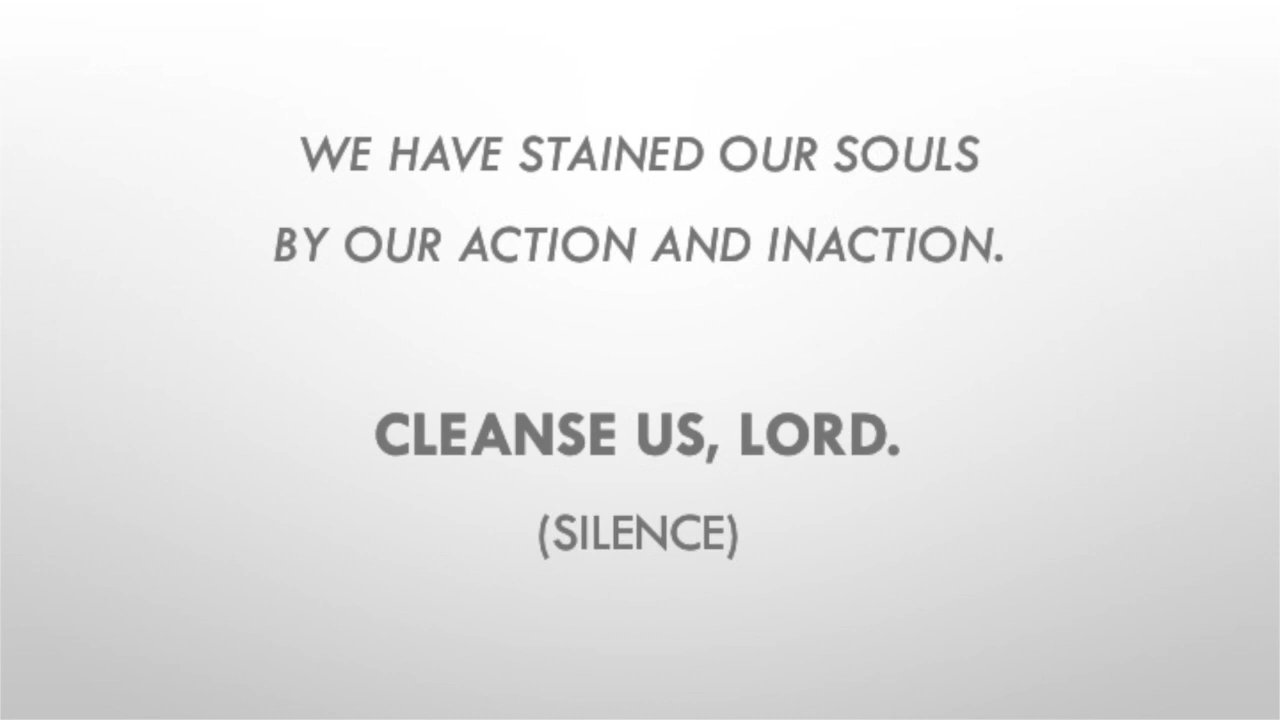 WE HAVE STAINED OUR SOULS
BY OUR ACTION AND INACTION.
CLEANSE US, LORD.
(SILENCE)